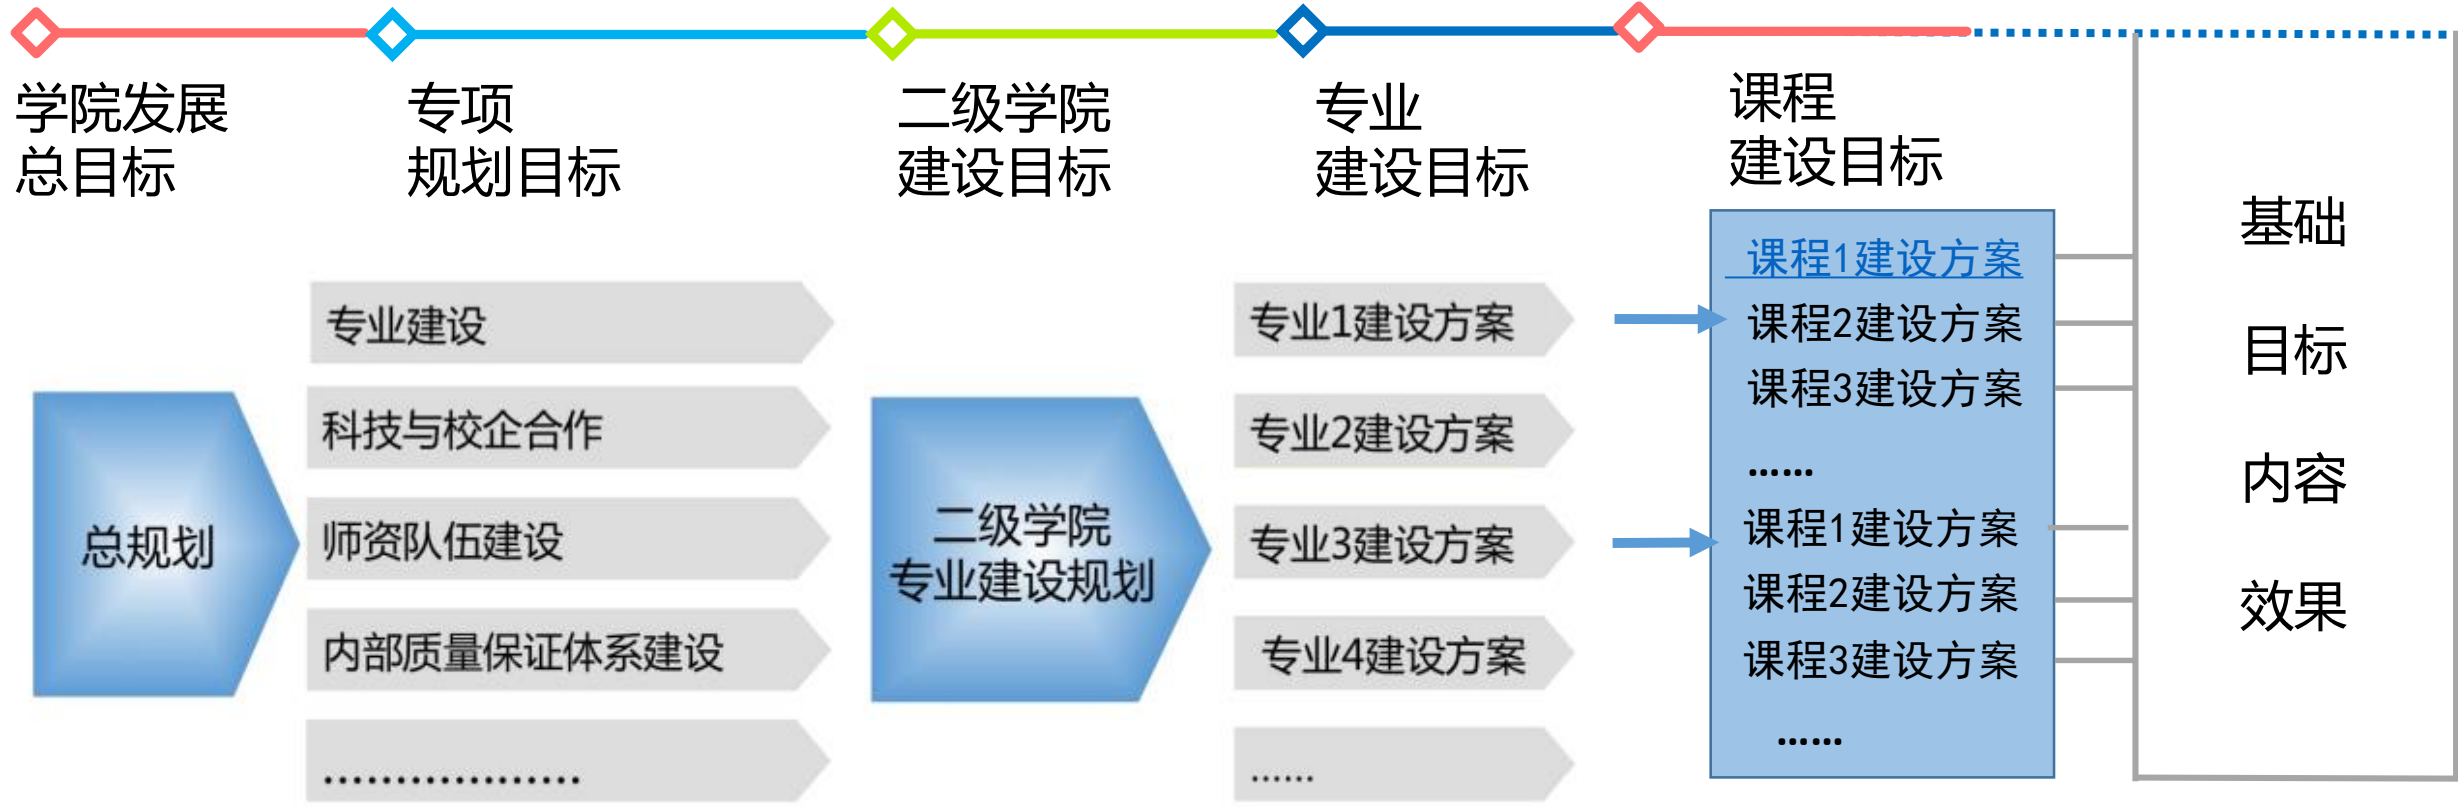 学院发展
总目标
专项
规划目标
二级学院
建设目标
专业
建设目标
课程
建设目标
总规划
专业建设
科技与校企合作
师资队伍建设
内部质量保证体系建设
..................
二级学院
专业建设规划
专业1建设方案
专业2建设方案
专业3建设方案
专业4建设方案
......
课程1建设方案
课程2建设方案
课程3建设方案
......
课程1建设方案
课程2建设方案
课程3建设方案
......
基础
目标
内容
效果